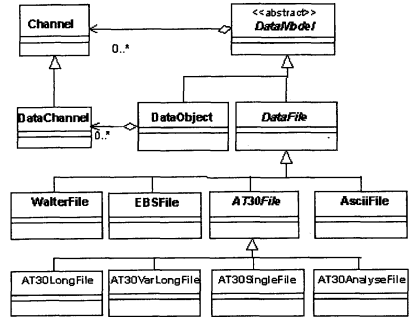 Channel
<<abstract>>
DataModel
0..*
DataChannel
DataObject
DataFile
0..*
WalterFile
EBSFile
AT30File
AsciiFile
AT30LongFile
AT30VarLongFile
AT30SingleFile
AT30AnalyseFile